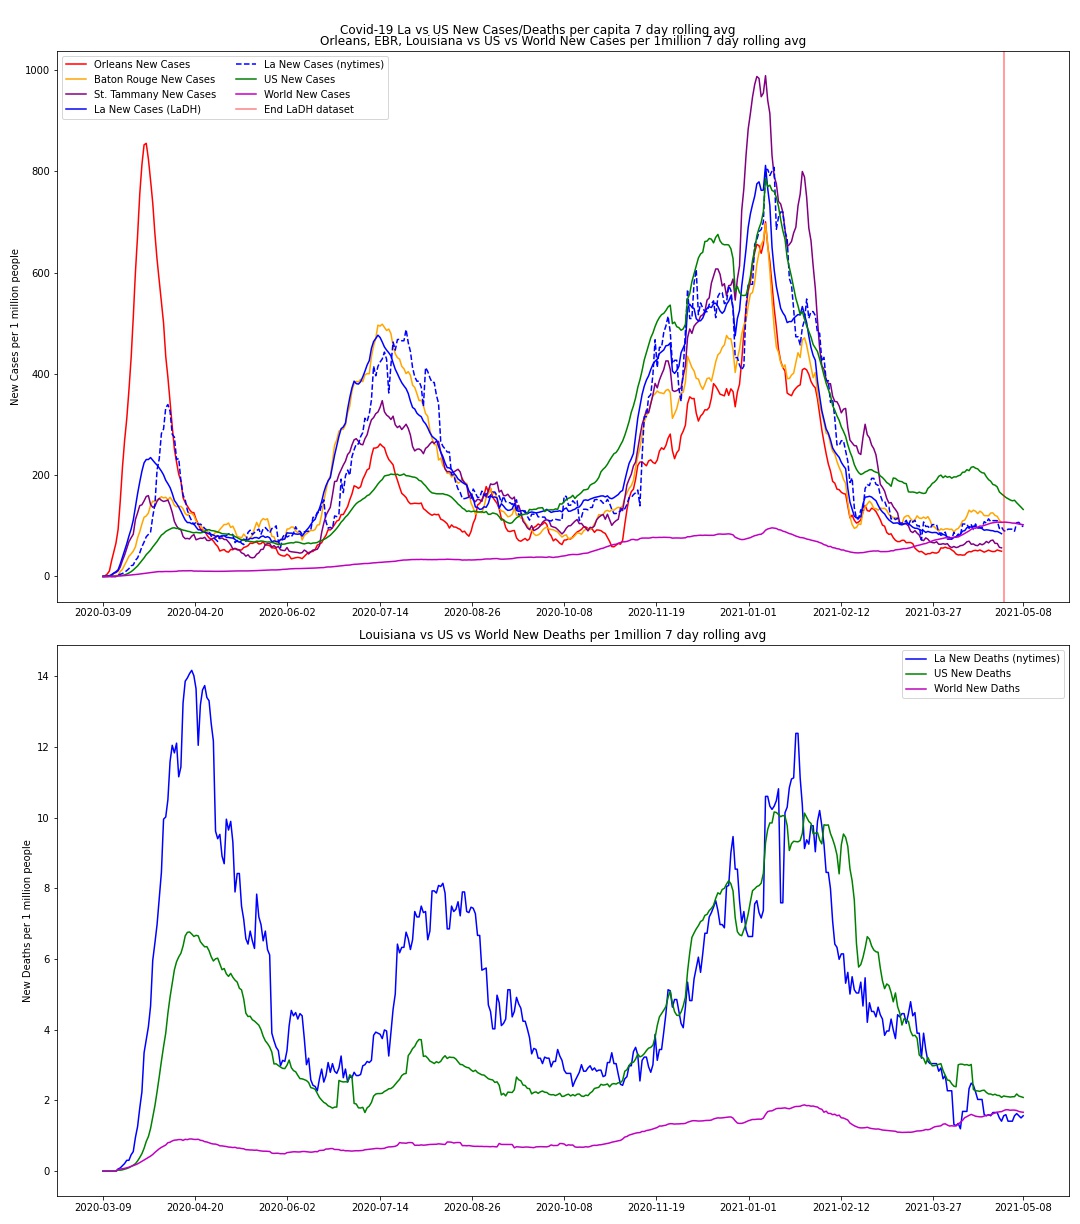 Covid-19 La vs US New Cases/Deaths per capita 7 day rolling avg
Orleans, EBR, Louisiana vs US vs World New Cases per 1million 7 day rolling avg
Orleans New Cases
Baton Rouge New Cases
St. Tammany New Cases
La New Cases (LaDH)
La New Cases (nytimes)
US New Cases
World New Cases
End LaDH dataset
New Cases per 1 million people
1000
800
600
400
200
0
2020-03-09 2020-04-20 2020-06-02 2020-07-14 2020-08-26 2020-10-08 2020-11-19 2021-01-01 2021-02-12 2021-03-27 2021-05-08
Louisiana vs US vs World New Deaths per 1million 7 day rolling avg
La New Deaths (nytimes)
US New Deaths
World New Daths
New Deaths per 1 million people
14
12
10
8
6
4
2
0
2020-03-09 2020-04-20 2020-06-02 2020-07-14 2020-08-26 2020-10-08 2020-11-19 2021-01-01 2021-02-12 2021-03-27 2021-05-08